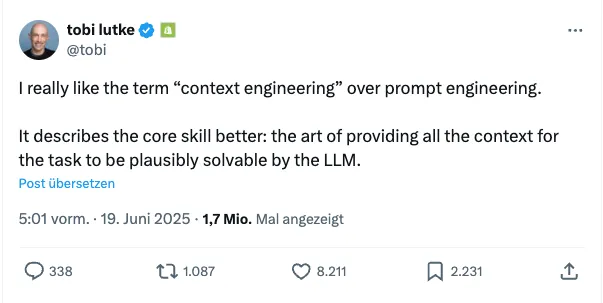 tobi lutke
@tobi
I really like the term “context engineering” over prompt engineering.
It describes the core skill better: the art of providing all the context for
the task to be plausibly solvable by the LLM.
Post übersetzen
5:01 vorm. · 19. Juni 2025 · 1,7 Mio. Mal angezeigt
338 1.087 8.211 2.231